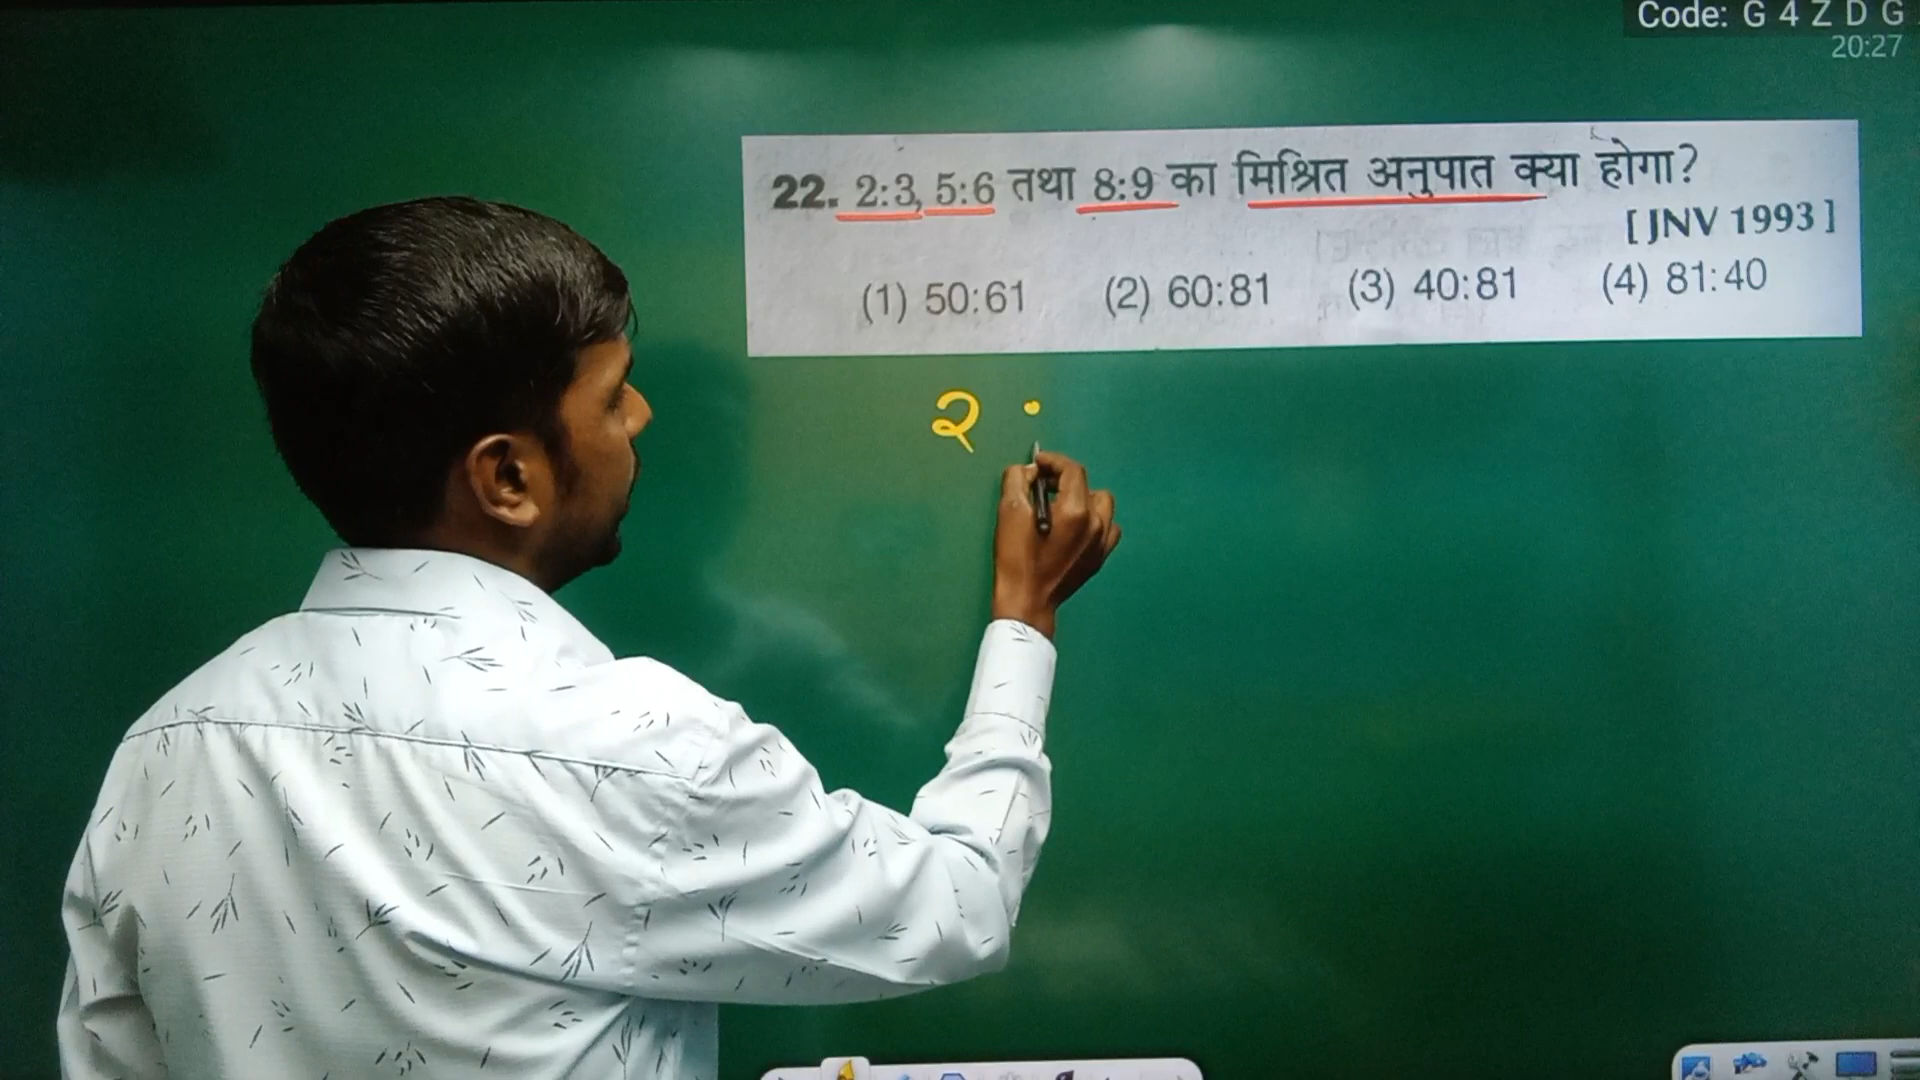 Code: G 4 Z D G
20:27
22. 2:3, 5:6 तथा 8:9 का मिश्रित अनुपात क्या होगा?
[ JNV 1993 ]
(1) 50:61 (2) 60:81 (3) 40:81 (4) 81:40
२ ·